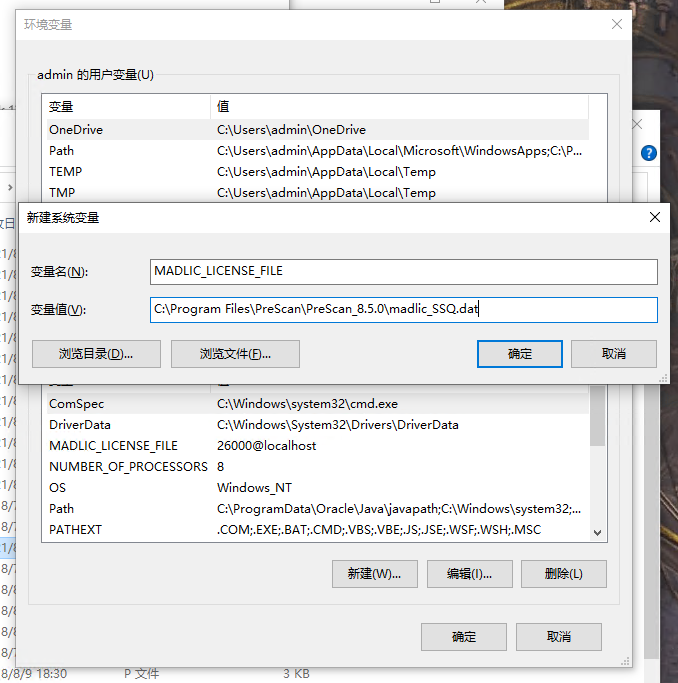 环境变量
admin 的用户变量(U)
变量 值
OneDrive C:\Users\admin\OneDrive
Path C:\Users\admin\AppData\Local\Microsoft\WindowsApps;C:\P...
TEMP C:\Users\admin\AppData\Local\Temp
TMP C:\Users\admin\AppData\Local\Temp
新建系统变量
变量名(N): MADLIC_LICENSE_FILE
变量值(V): C:\Program Files\PreScan\PreScan_8.5.0\madlic_SSQ.dat
浏览目录(D)... 浏览文件(F)... 确定 取消
ComSpec C:\Windows\system32\cmd.exe
DriverData C:\Windows\System32\Drivers\DriverData
MADLIC_LICENSE_FILE 26000@localhost
NUMBER_OF_PROCESSORS 8
OS Windows_NT
Path C:\ProgramData\Oracle\Java\javapath;C:\Windows\system32;...
PATHEXT .COM;.EXE;.BAT;.CMD;.VBS;.VBE;.JS;.JSE;.WSF;.WSH;.MSC
新建(W)... 编辑(I)... 删除(L)
确定 取消
8/8/9 18:30 P 文件 3 KB